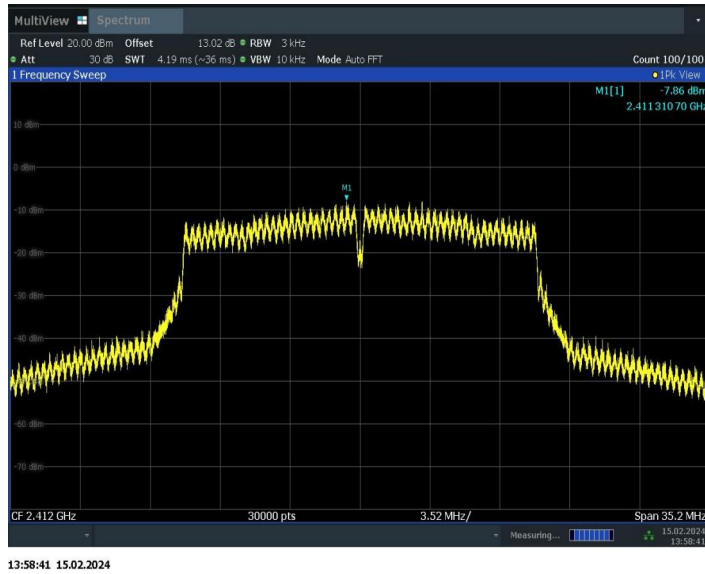 MultiView Spectrum
Ref Level 20.00 dBm Offset 13.02 dB RBW 3 kHz
Att 30 dB SWT 4.19 ms (~36 ms) VBW 10 kHz Mode Auto FFT Count 100/100
1 Frequency Sweep 1Pk View
M1[1] -7.86 dBm
2.411 310 70 GHz
10 dBm
0 dBm
M1
-10 dBm
-20 dBm
-30 dBm
-40 dBm
-60 dBm
-70 dBm
CF 2.412 GHz 30000 pts 3.52 MHz/ Span 35.2 MHz
Measuring... 15.02.2024
13:58:41
13:58:41 15.02.2024